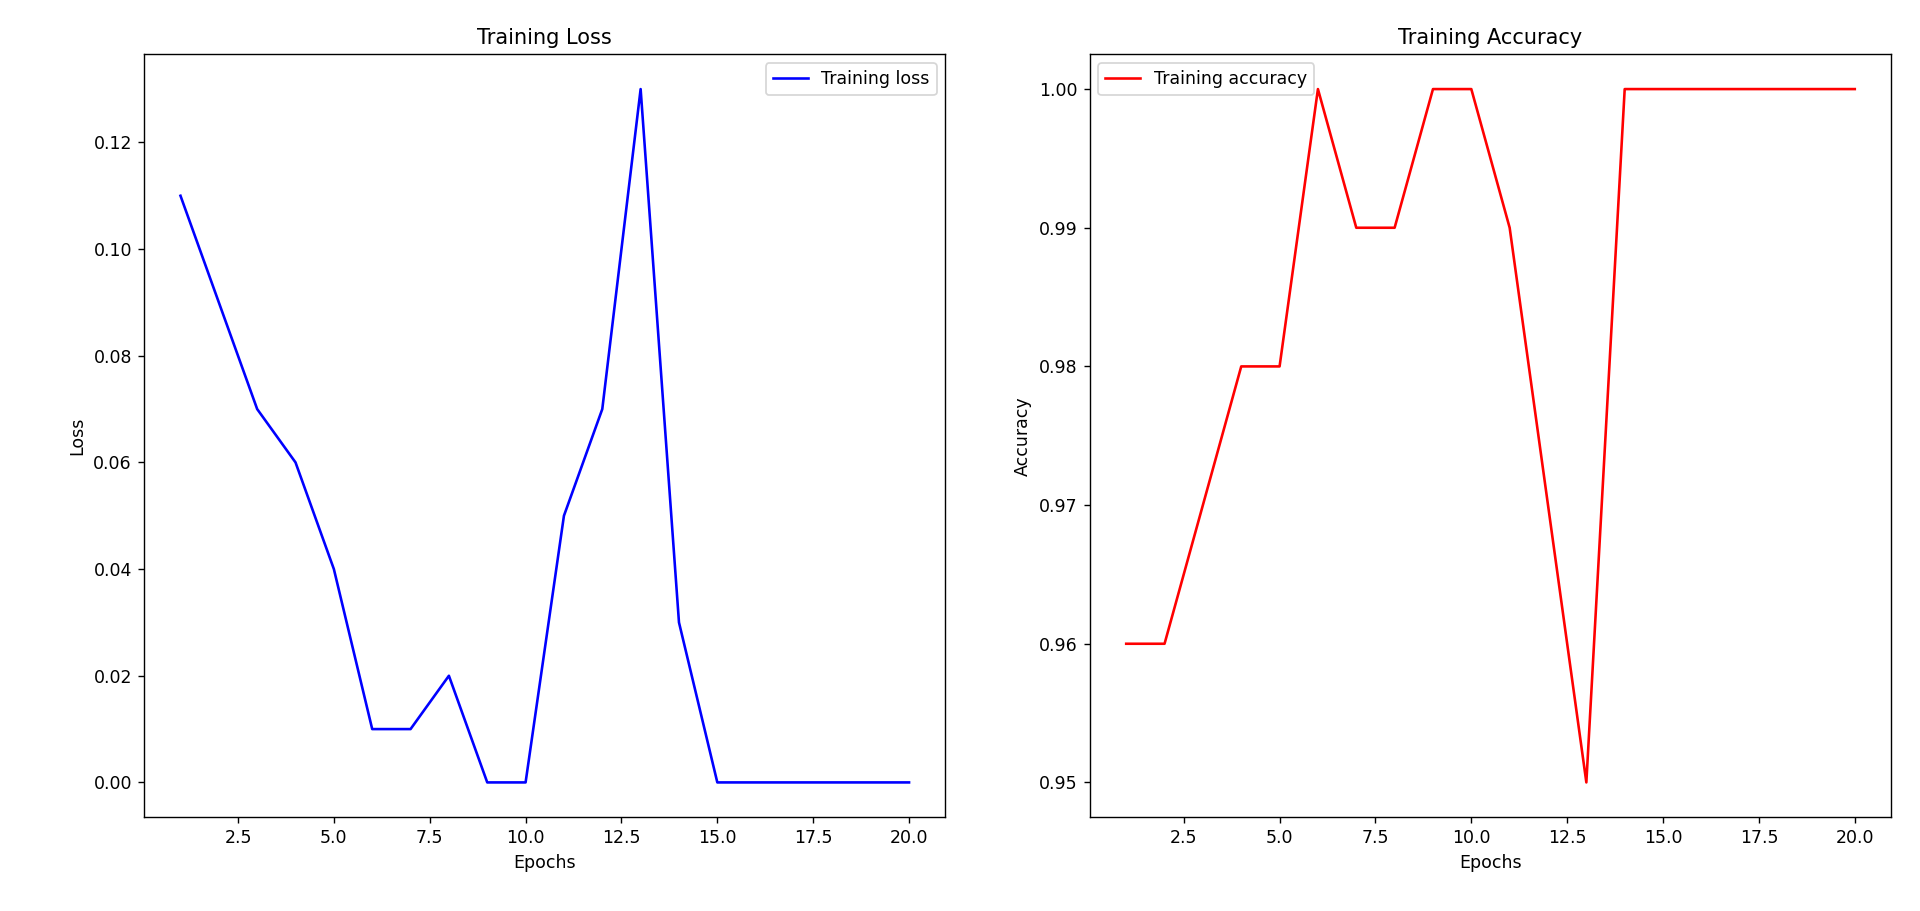 Training Loss
Training loss
0.12
0.10
0.08
0.06
0.04
0.02
0.00
Loss
2.5 5.0 7.5 10.0 12.5 15.0 17.5 20.0
Epochs
Training Accuracy
Training accuracy
1.00
0.99
0.98
0.97
0.96
0.95
Accuracy
2.5 5.0 7.5 10.0 12.5 15.0 17.5 20.0
Epochs